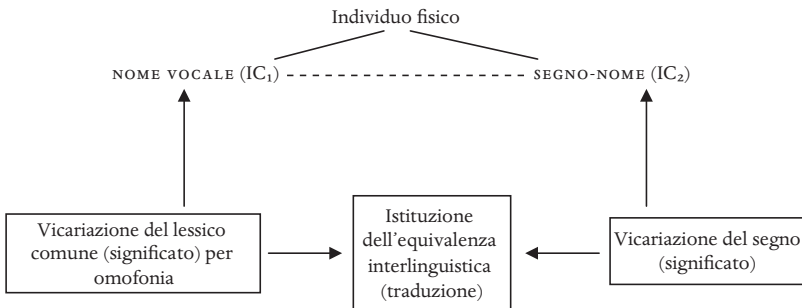 Individuo fisico
NOME VOCALE (IC₁)
SEGNO-NOME (IC₂)
Vicariazione del lessico
comune (significato) per
omofonia
Istituzione
dell'equivalenza
interlinguistica
(traduzione)
Vicariazione del segno
(significato)